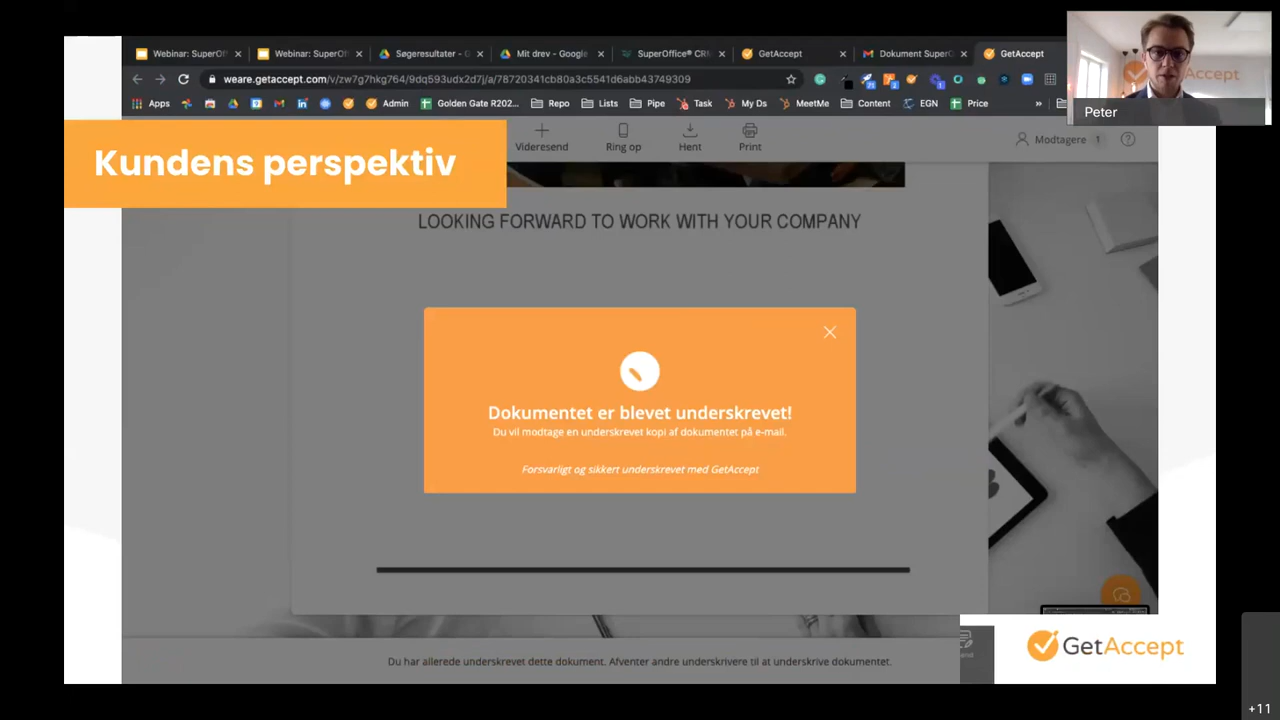 Webinar: SuperOf
Webinar: SuperOf
Søgeresultater - G
Mit drev - Google
SuperOffice® CRM
GetAccept
Dokument SuperO
GetAccept
weare.getaccept.com/v/zw7g7hkg764/9dq593udx2d7j/a/78720341cb80a3c5541d6abb43749309
Apps
Admin
Golden Gate R202...
Repo
Lists
Pipe
Task
My Ds
MeetMe
Content
EGN
Price
»
Accept
Peter
Kundens perspektiv
Videresend
Ring op
Hent
Print
Modtagere 1
LOOKING FORWARD TO WORK WITH YOUR COMPANY
Dokumentet er blevet underskrevet!
Du vil modtage en underskrevet kopi af dokumentet på e-mail.
Forsvarligt og sikkert underskrevet med GetAccept
Du har allerede underskrevet dette dokument. Afventer andre underskrivere til at underskrive dokumentet.
GetAccept
+11